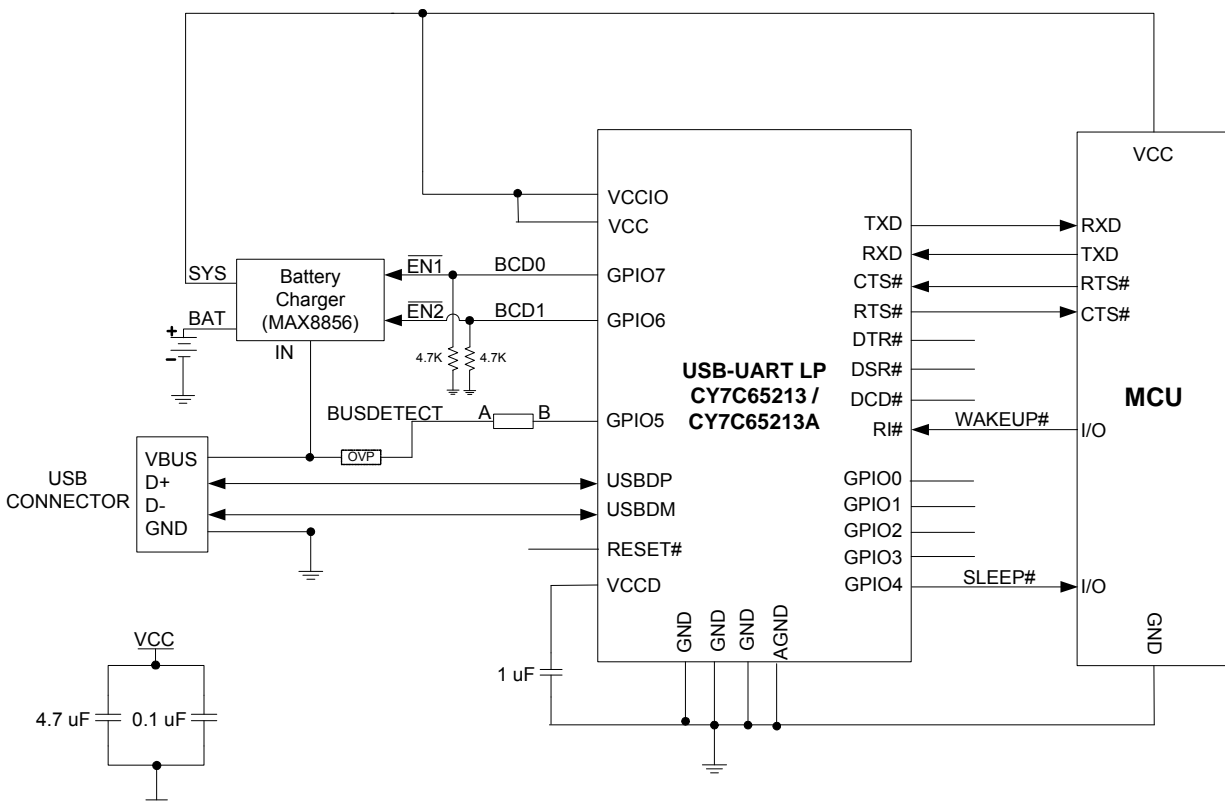 VCC
VCCIO
VCC
TXD
RXD
RXD
TXD
SYS
Battery
Charger
(MAX8856)
EN1
BCD0
GPIO7
CTS#
RTS#
BAT
EN2
BCD1
GPIO6
RTS#
CTS#
+
-
IN
4.7K
4.7K
DTR#
USB-UART LP
CY7C65213 /
CY7C65213A
DSR#
DCD#
MCU
BUSDETECT
A
B
GPIO5
RI#
WAKEUP#
I/O
USB
CONNECTOR
VBUS
D+
D-
GND
OVP
USBDP
USBDM
GPIO0
GPIO1
GPIO2
GPIO3
RESET#
VCCD
GPIO4
SLEEP#
I/O
GND
GND
GND
AGND
GND
1 uF
VCC
4.7 uF
0.1 uF